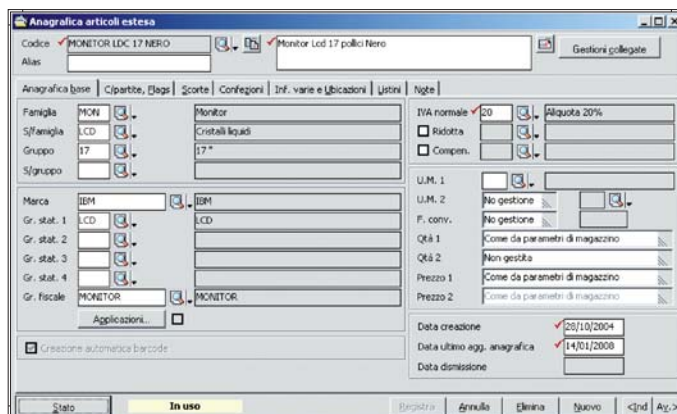 Anagrafica articoli estesa
Codice MONITOR LDC 17 NERO Monitor Lcd 17 pollici Nero Gestioni collegate
Alias
Anagrafica base C/partite, Flags Scorte Confezioni Inf. varie e Ubicazioni Listini Note
Famiglia MON Monitor IVA normale 20 Aliquota 20%
S/famiglia LCD Cristalli liquidi Ridotta
Gruppo 17 17 " Compen.
S/gruppo
U.M. 1
Marca IBM IBM U.M. 2 No gestione
Gr. stat. 1 LCD LCD F. conv. No gestione
Gr. stat. 2 Qtà 1 Come da parametri di magazzino
Gr. stat. 3 Qtà 2 Non gestita
Gr. stat. 4 Prezzo 1 Come da parametri di magazzino
Gr. fiscale MONITOR MONITOR Prezzo 2 Come da parametri di magazzino
Applicazioni...
Data creazione 28/10/2004
Creazione automatica barcode Data ultimo agg. anagrafica 14/01/2008
Data dismissione
Stato In uso Registra Annulla Elimina Nuovo <Ind Av.>